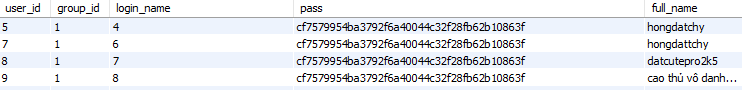 user_id group_id login_name pass full_name
5 1 4 cf7579954ba3792f6a40044c32f28fb62b10863f hongdatchy
7 1 6 cf7579954ba3792f6a40044c32f28fb62b10863f hongdattchy
8 1 7 cf7579954ba3792f6a40044c32f28fb62b10863f datcutepro2k5
9 1 8 cf7579954ba3792f6a40044c32f28fb62b10863f cao thủ vô danh...